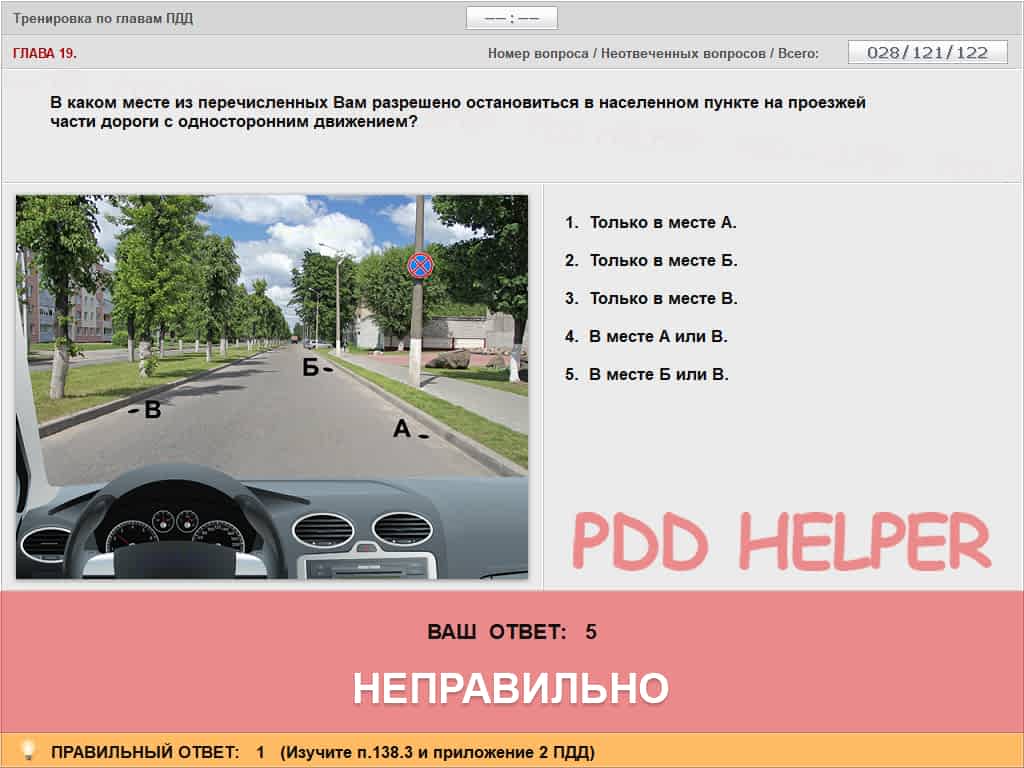 Тренировка по главам ПДД
—— : ——
ГЛАВА 19.
Номер вопроса / Неотвеченных вопросов / Всего:
028/121/122
В каком месте из перечисленных Вам разрешено остановиться в населенном пункте на проезжей
части дороги с односторонним движением?
Б
В
А
1. Только в месте А.
2. Только в месте Б.
3. Только в месте В.
4. В месте А или В.
5. В месте Б или В.
PDD HELPER
ВАШ ОТВЕТ: 5
НЕПРАВИЛЬНО
ПРАВИЛЬНЫЙ ОТВЕТ: 1 (Изучите п.138.3 и приложение 2 ПДД)